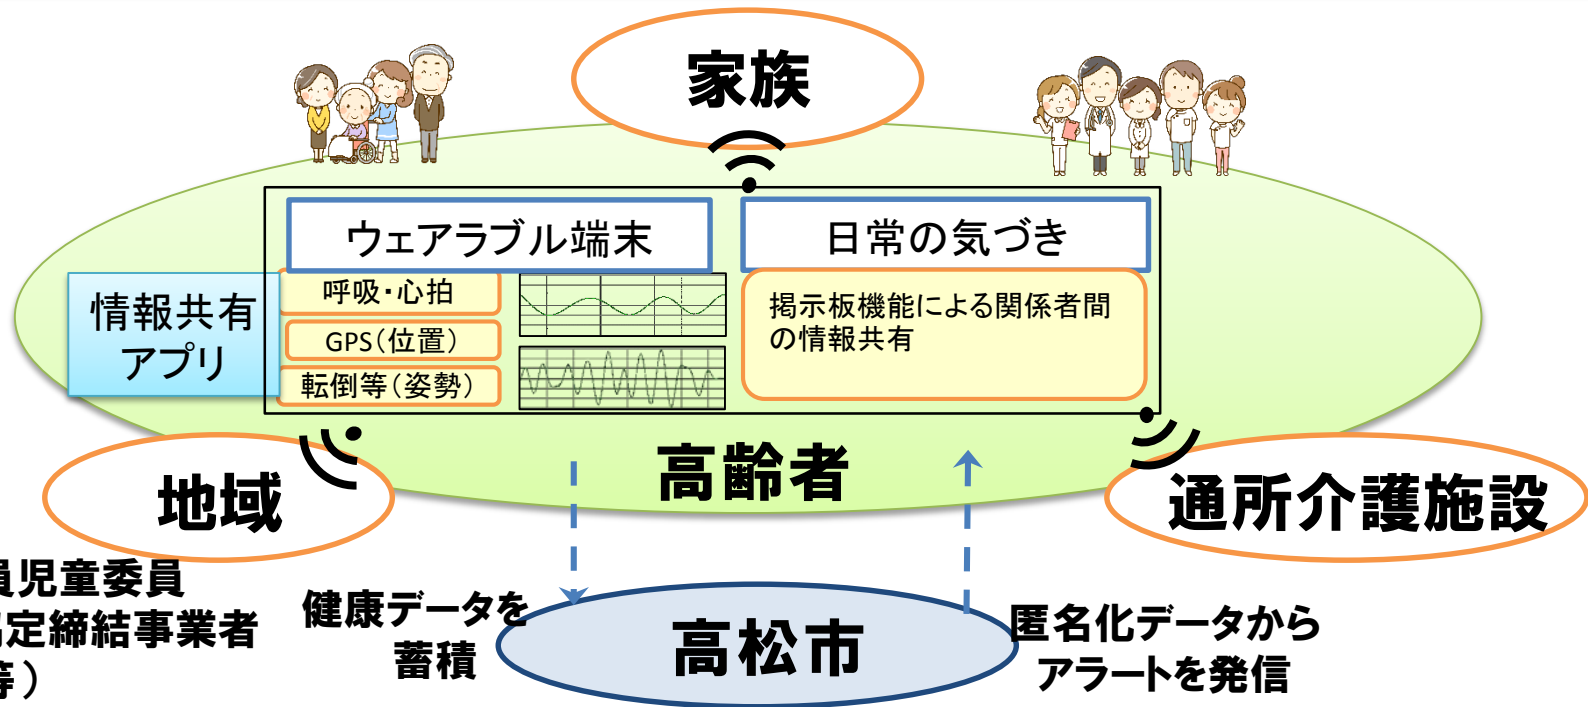 家族
ウェアラブル端末
日常の気づき
情報共有
アプリ
呼吸・心拍
GPS(位置)
転倒等(姿勢)
掲示板機能による関係者間
の情報共有
高齢者
地域
通所介護施設
員児童委員
定締結事業者
等)
健康データを
蓄積
高松市
匿名化データから
アラートを発信